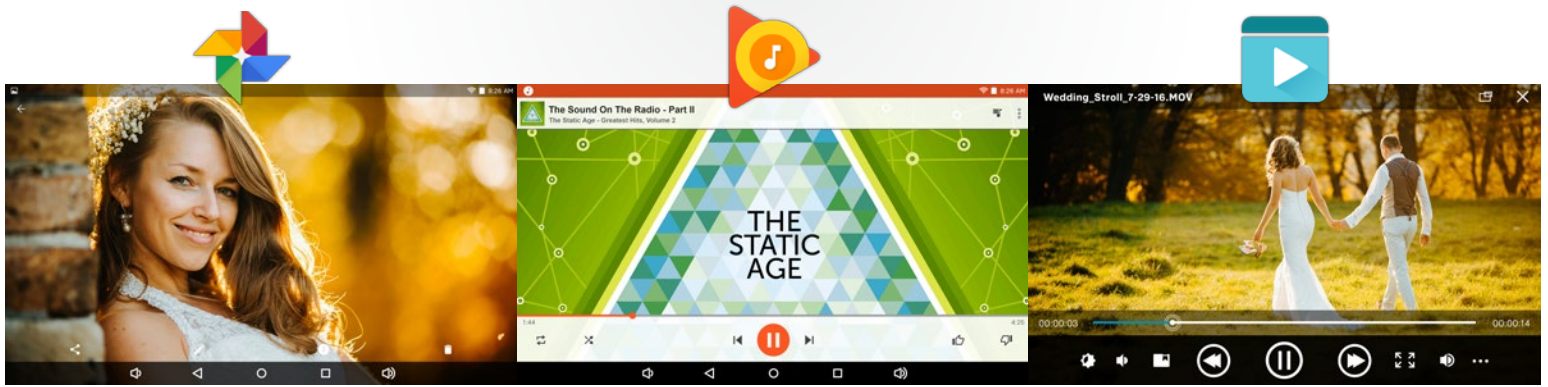 8:26 AM
8:26 AM
The Sound On The Radio - Part II
The Static Age - Greatest Hits, Volume 2
THE
STATIC
AGE
1:44
4:25
Wedding_Stroll_7-29-16.MOV
00:00:03
00:00:14